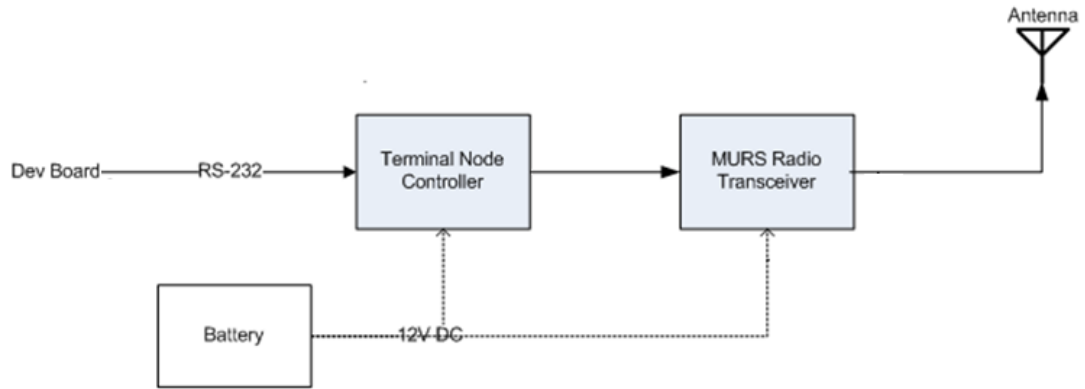 Antenna
Dev Board
RS-232
Terminal Node
Controller
MURS Radio
Transceiver
Battery
12V DC